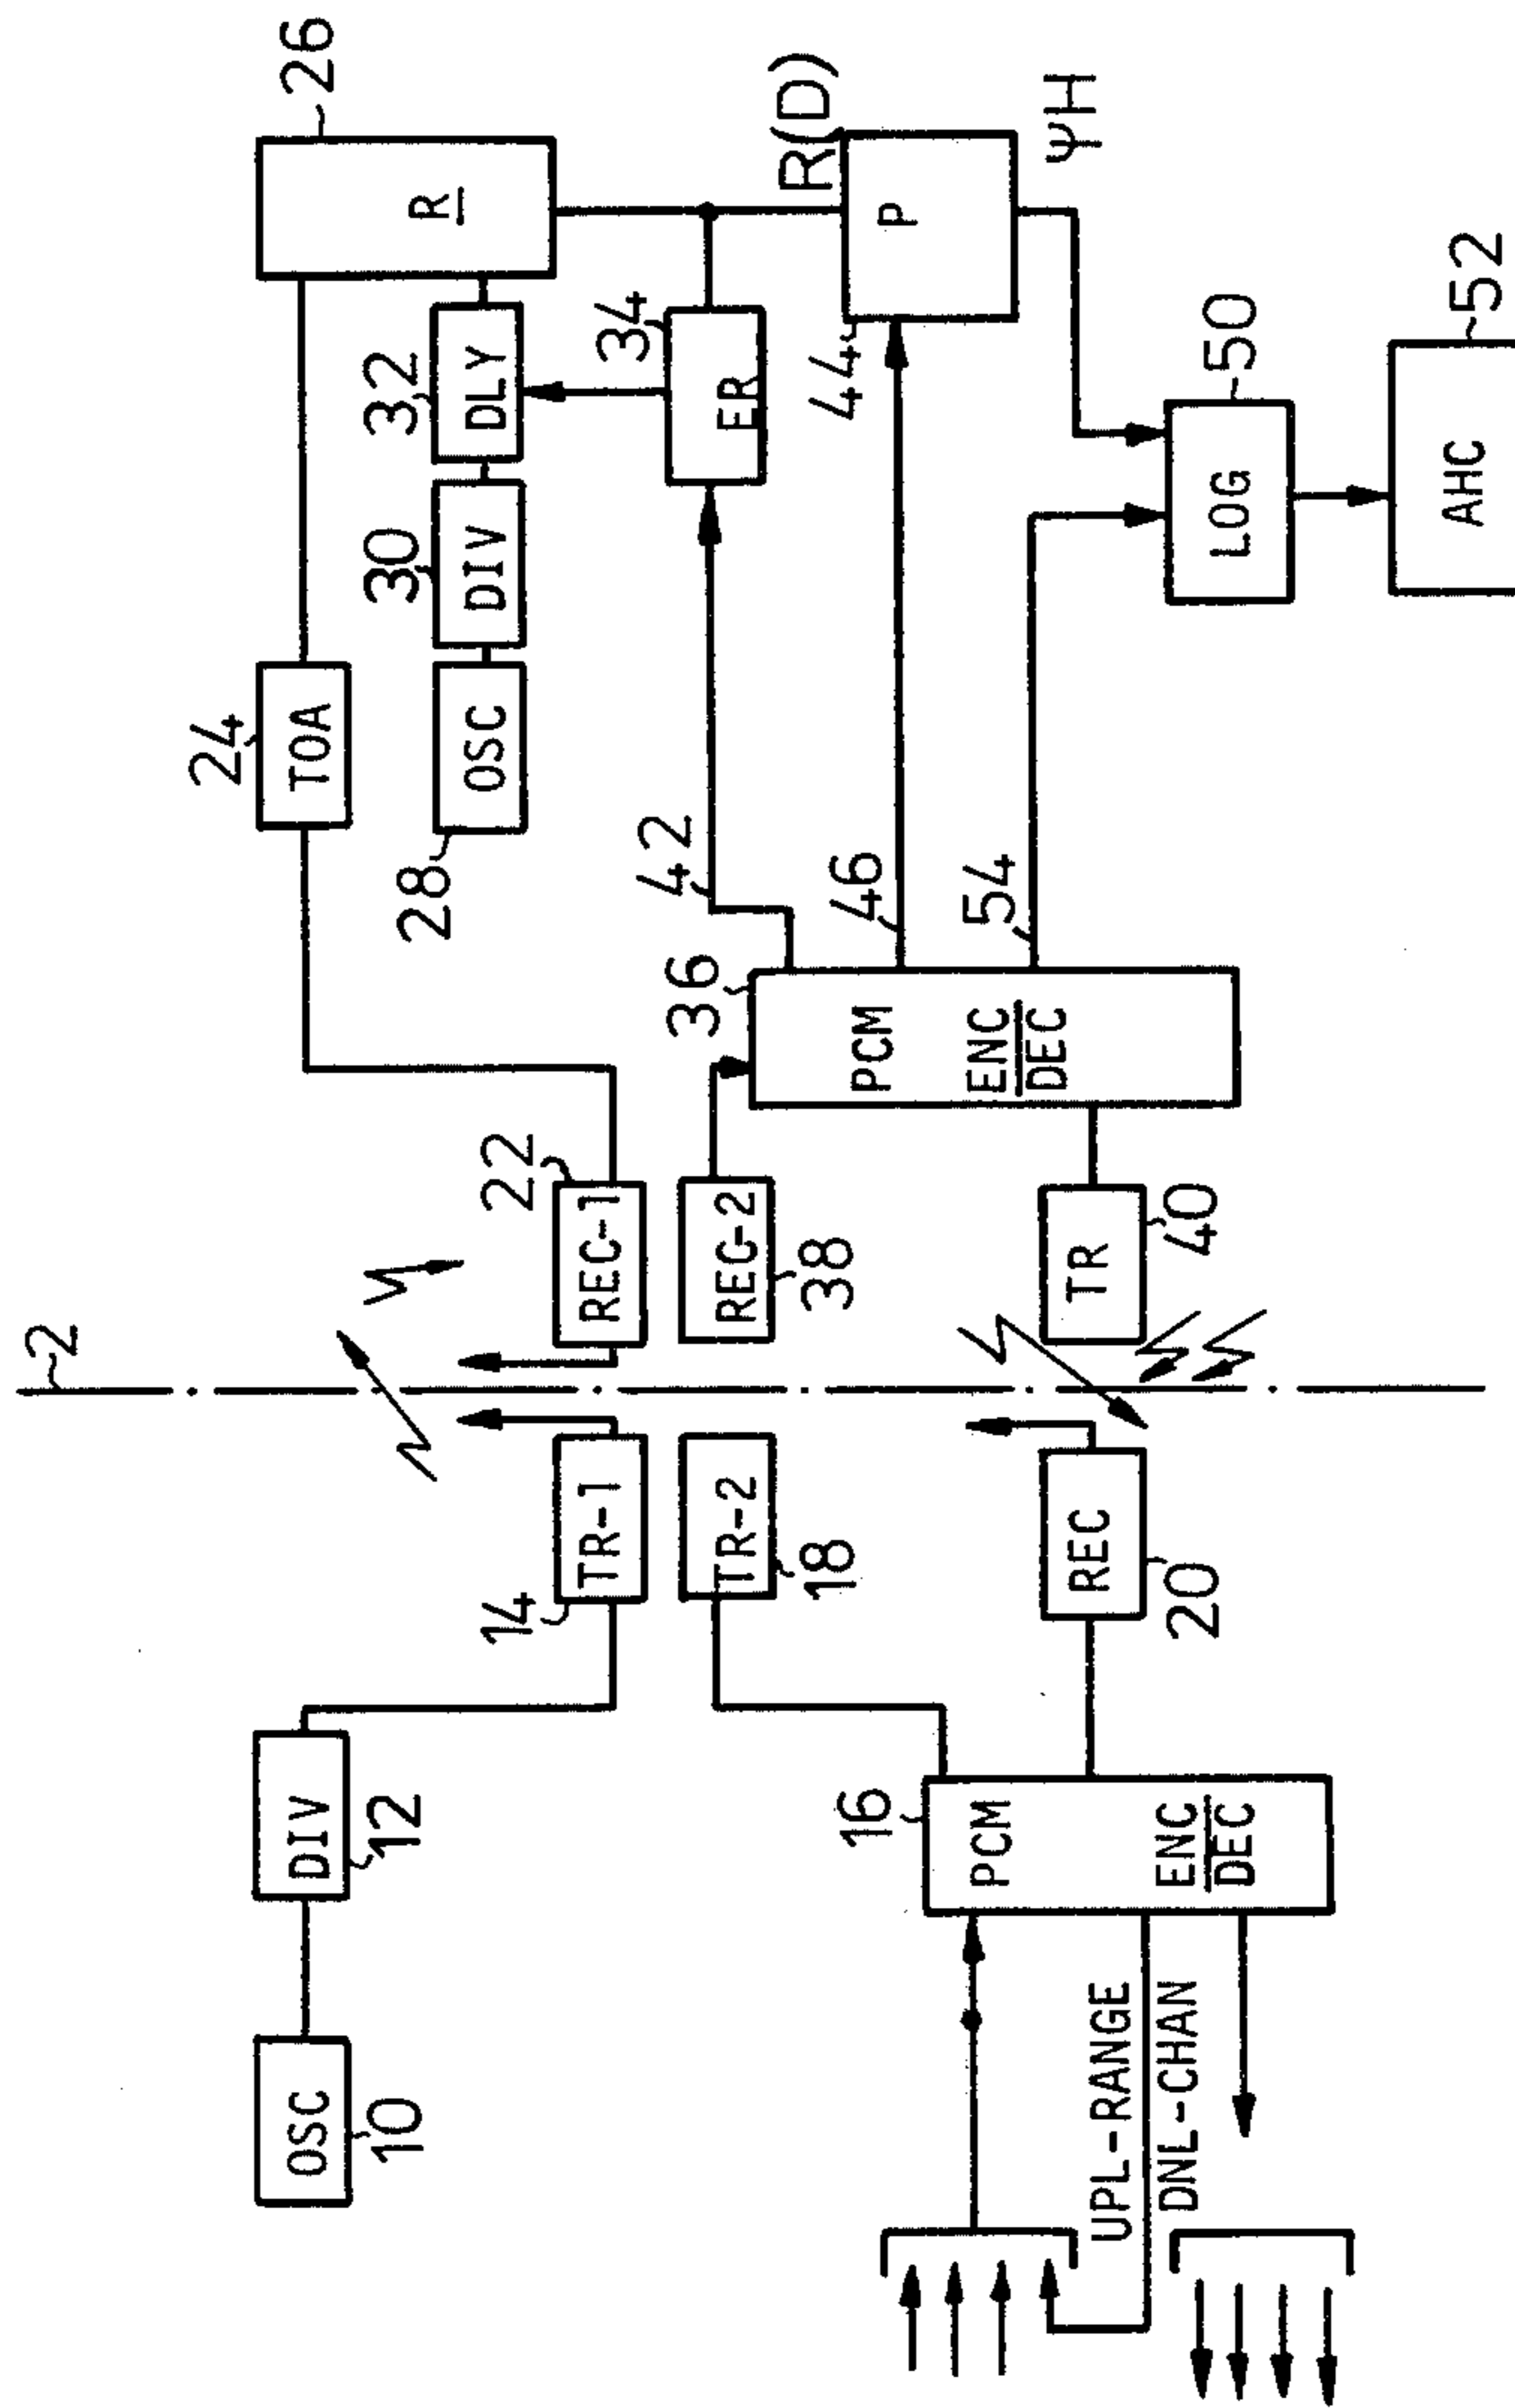 2
26
24
TOA
R
32
DLY
30
DIV
28
OSC
34
ER
R(D)
44
P
ΨH
42
46
54
50
LOG
52
AHC
36
PCM
ENC
DEC
22
REC-1
REC-2
38
TR
40
14
TR-1
TR-2
18
REC
20
OSC
10
DIV
12
16
PCM
ENC
DEC
UPL-RANGE
DNL-CHAN